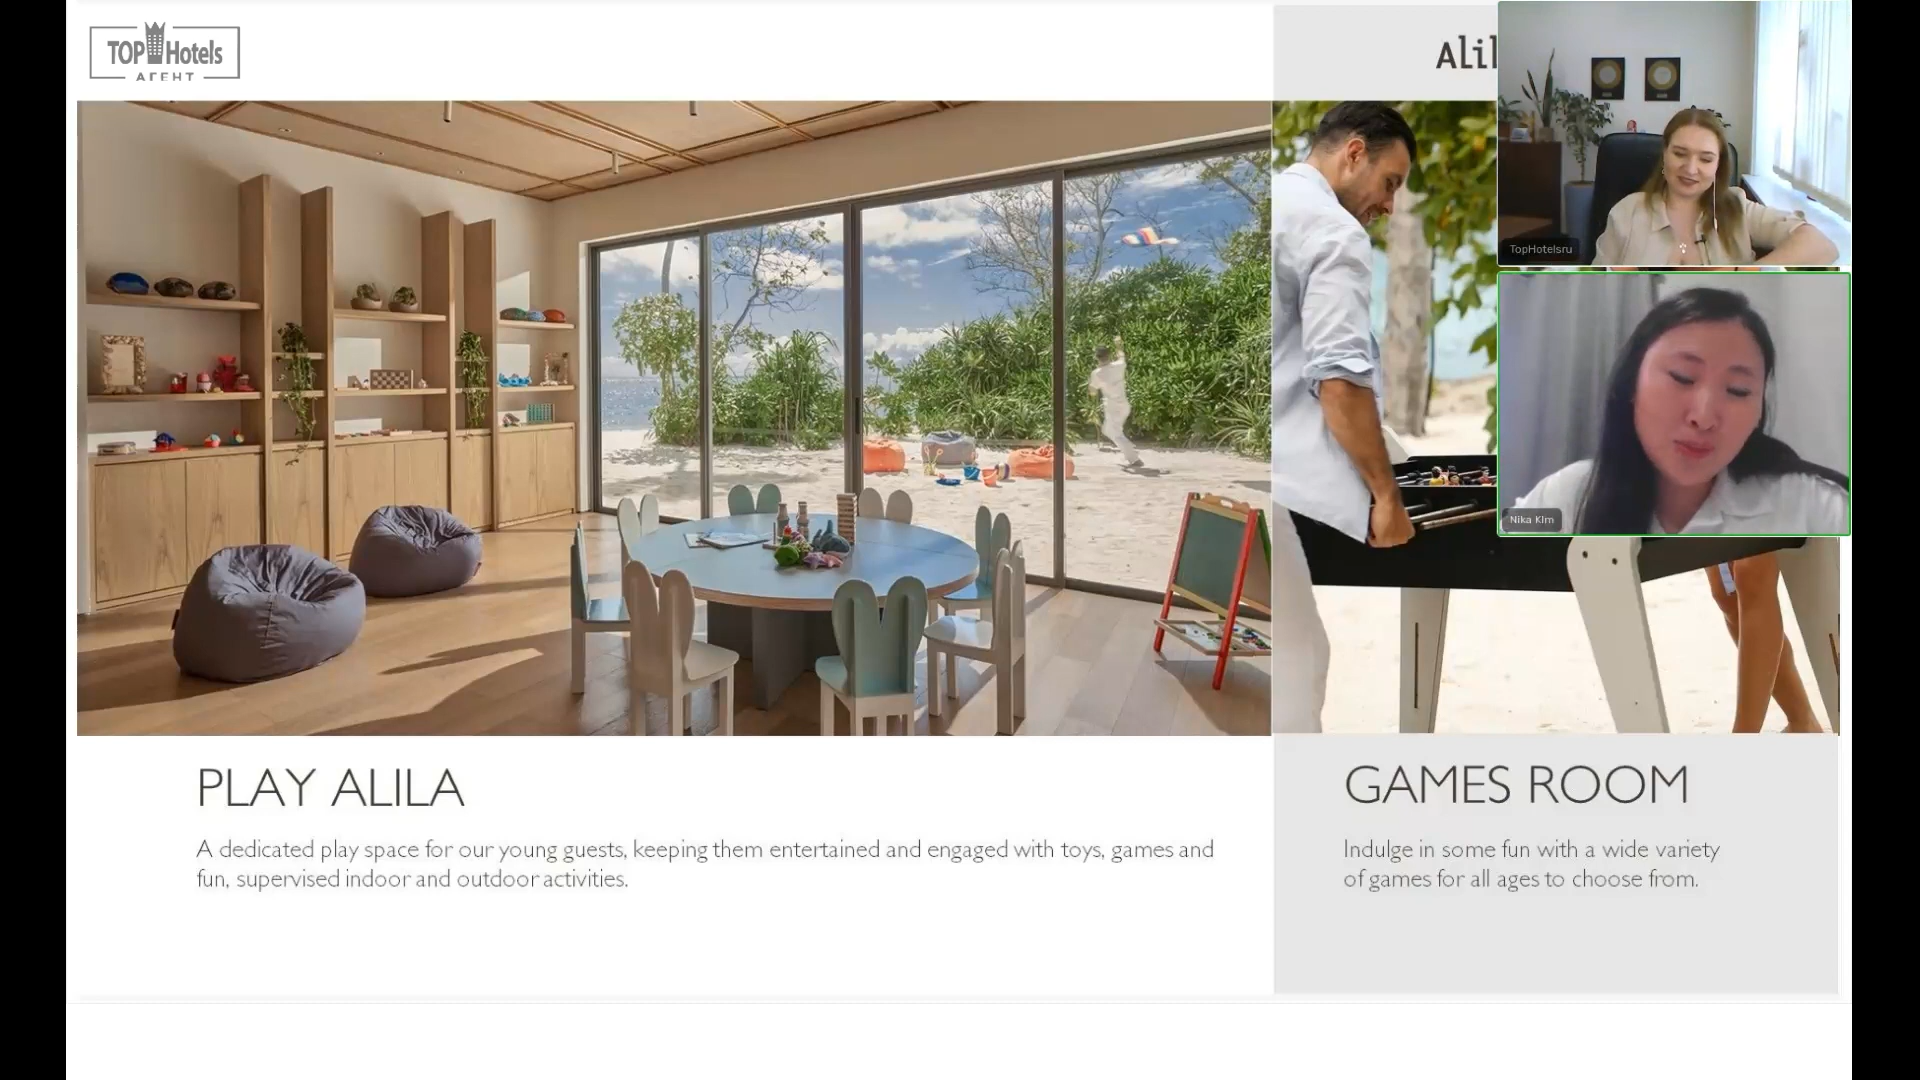 TOP Hotels
АГЕНТ
Alil
TopHotelsru
Nika Kim
PLAY ALILA
A dedicated play space for our young guests, keeping them entertained and engaged with toys, games and
fun, supervised indoor and outdoor activities.
GAMES ROOM
Indulge in some fun with a wide variety
of games for all ages to choose from.